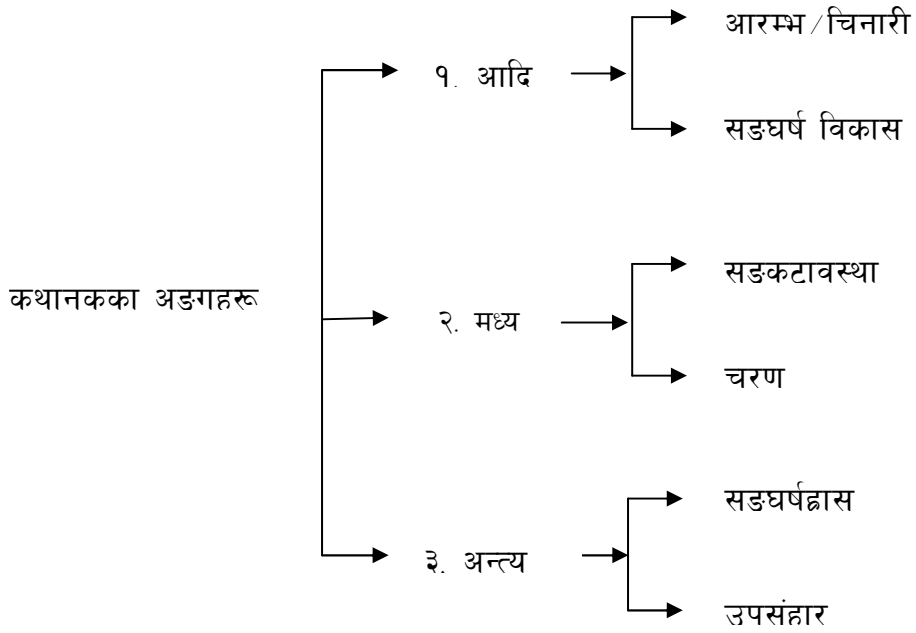 आरम्भ/चिनारी
१. आदि
सङघर्ष विकास
सङकटावस्था
कथानकका अङगहरू
२. मध्य
चरण
सङघर्षह्रास
३. अन्त्य
उपसंहार